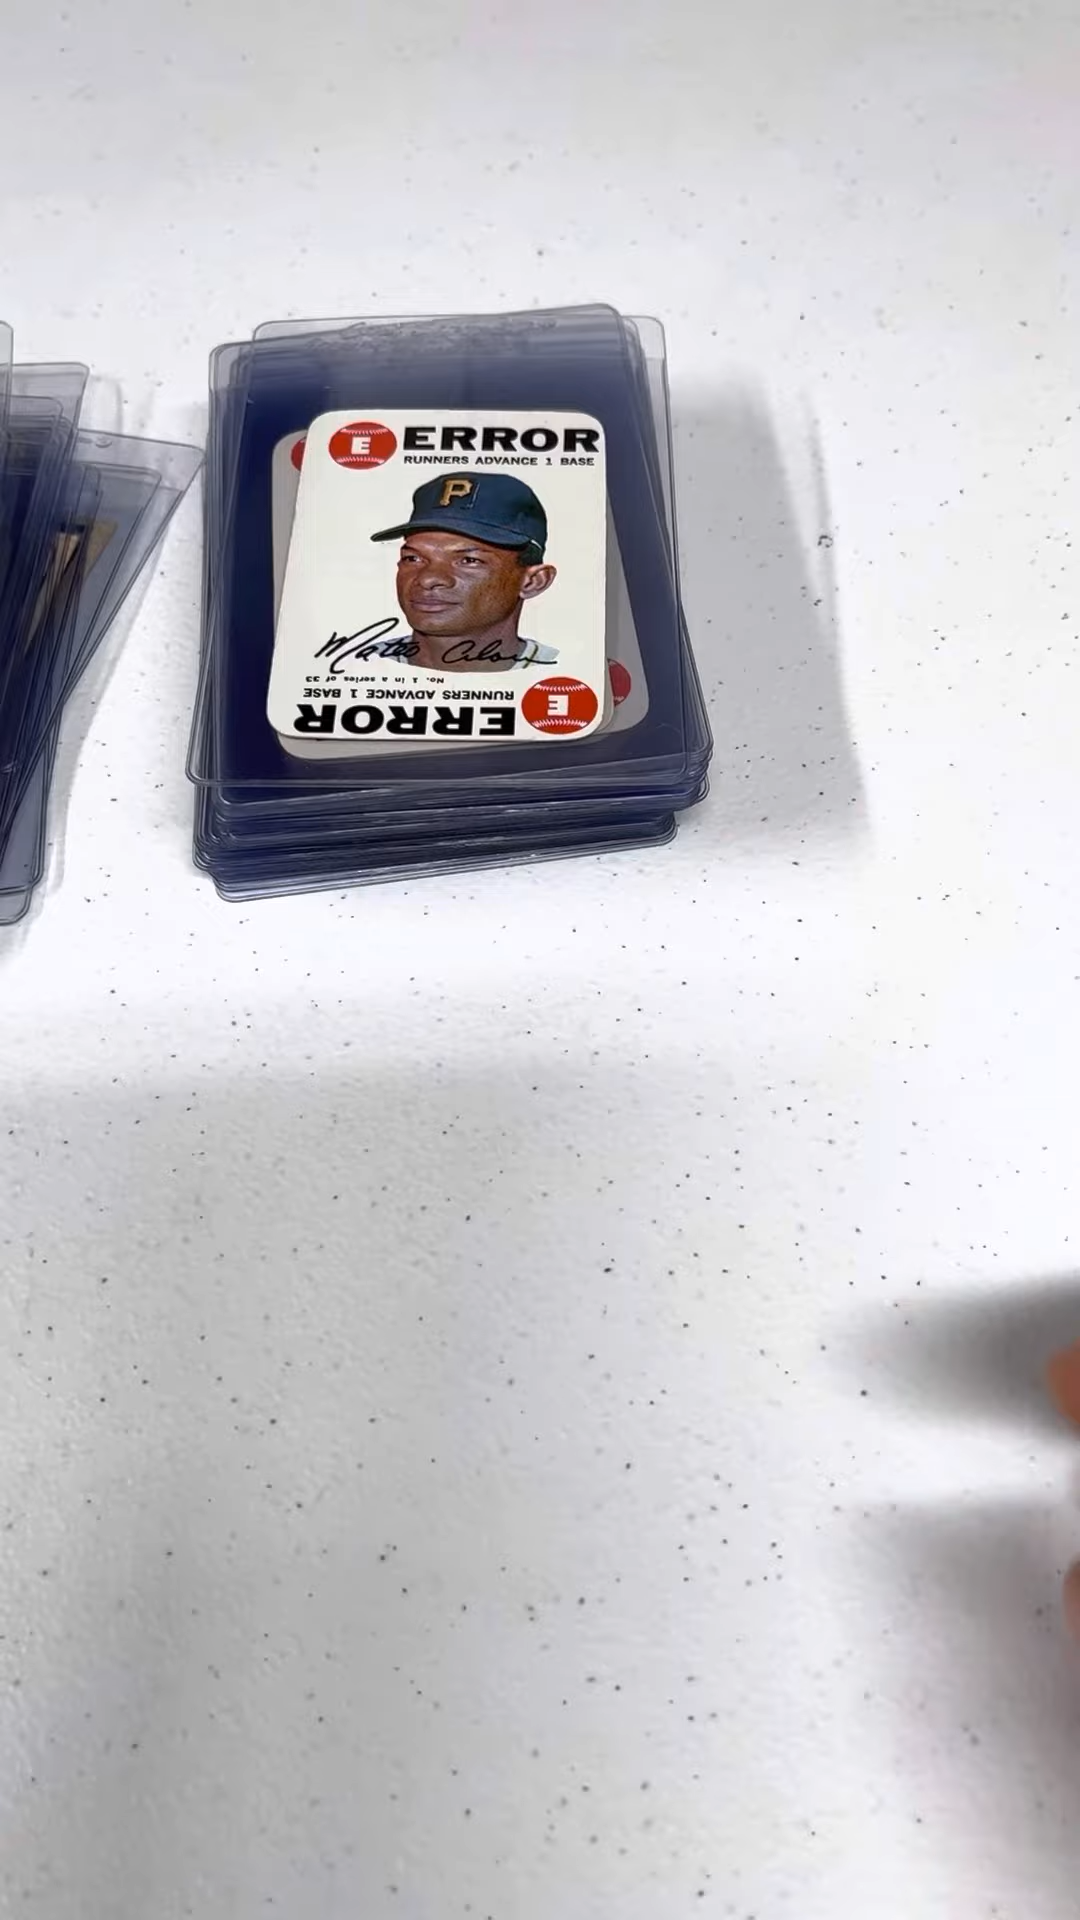 E ERROR
RUNNERS ADVANCE 1 BASE
P
Mateo Alou
No. 1 in a series of 33
RUNNERS ADVANCE 1 BASE
E ERROR